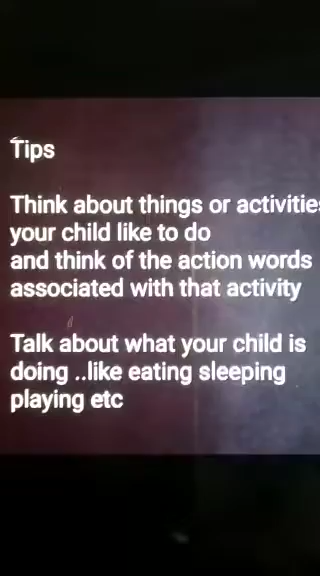 Tips
Think about things or activities
your child like to do
and think of the action words
associated with that activity
Talk about what your child is
doing ..like eating sleeping
playing etc